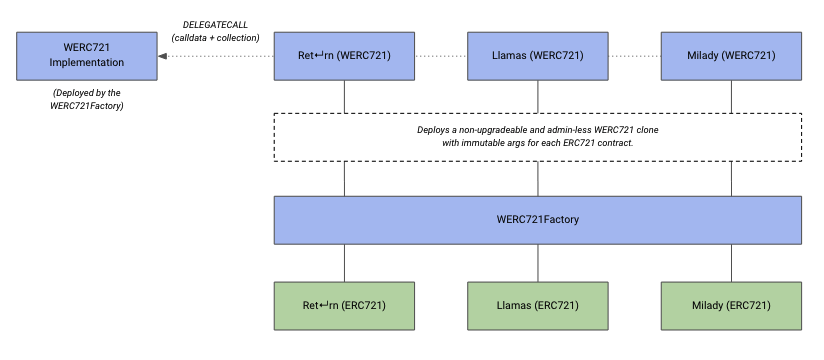 DELEGATECALL
(calldata + collection)
WERC721
Implementation
Ret↵rn (WERC721)
Llamas (WERC721)
Milady (WERC721)
(Deployed by the
WERC721Factory)
Deploys a non-upgradeable and admin-less WERC721 clone
with immutable args for each ERC721 contract.
WERC721Factory
Ret↵rn (ERC721)
Llamas (ERC721)
Milady (ERC721)